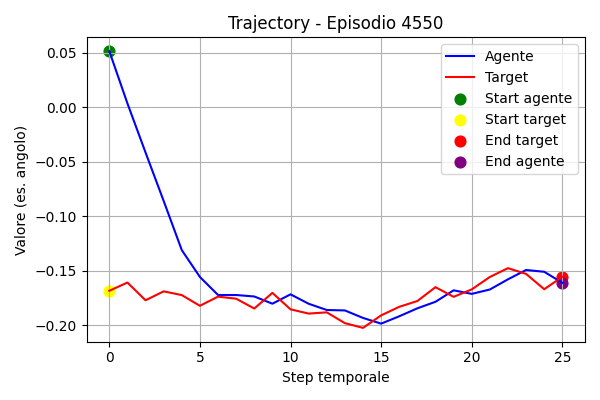 Trajectory - Episodio 4550
Valore (es. angolo)
0.05
0.00
−0.05
−0.10
−0.15
−0.20
Agente
Target
Start agente
Start target
End target
End agente
0 5 10 15 20 25
Step temporale